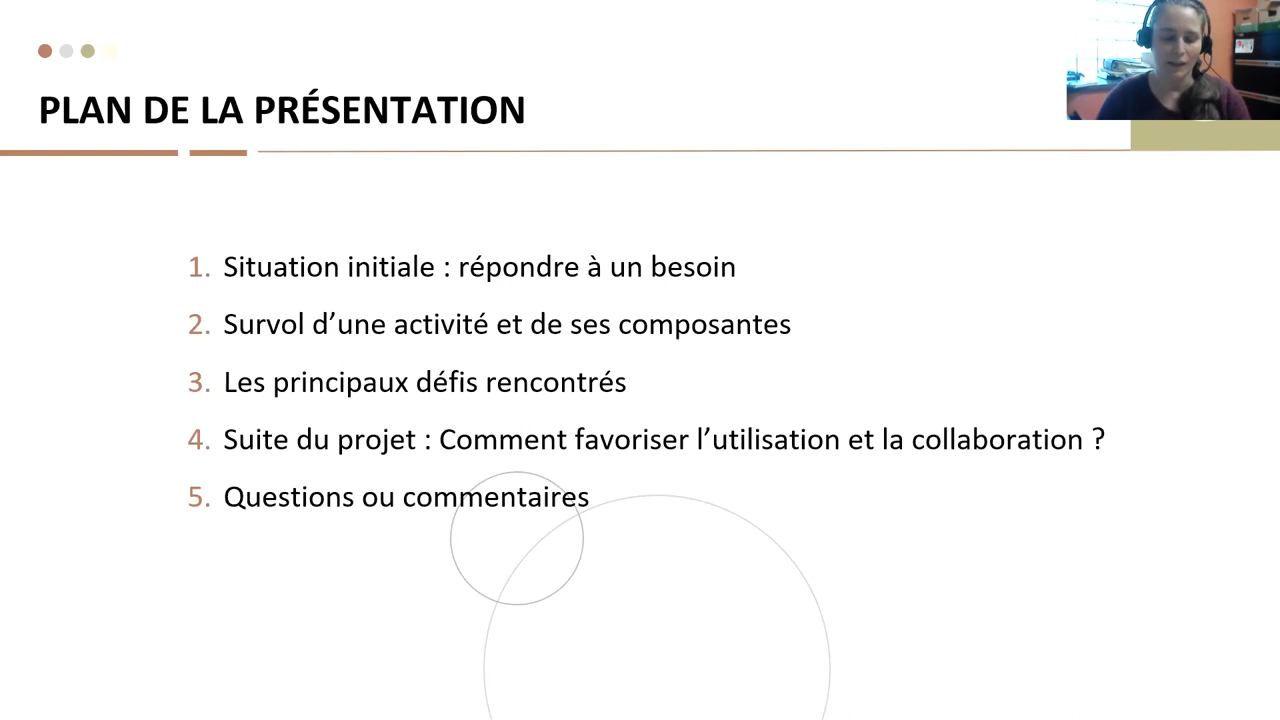 PLAN DE LA PRÉSENTATION
1. Situation initiale : répondre à un besoin
2. Survol d’une activité et de ses composantes
3. Les principaux défis rencontrés
4. Suite du projet : Comment favoriser l’utilisation et la collaboration ?
5. Questions ou commentaires